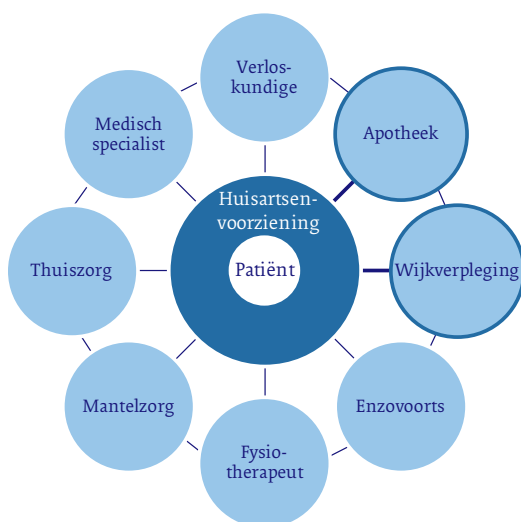 Verlos-
kundige
Medisch
specialist
Apotheek
Huisartsen-
voorziening
Thuiszorg
Patiënt
Wijkverpleging
Mantelzorg
Enzovoorts
Fysio-
therapeut